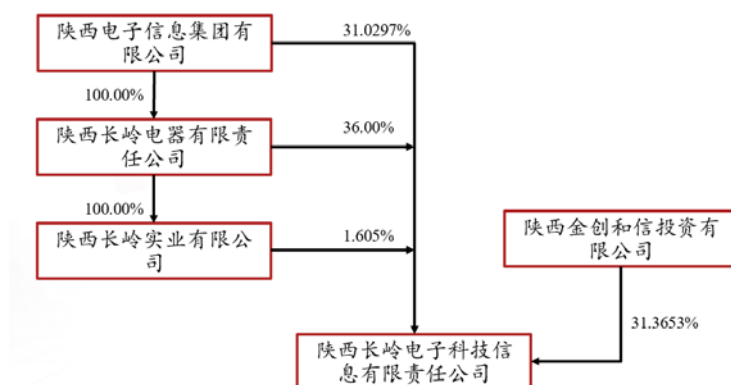 陕西电子信息集团有
限公司
31.0297%
100.00%
陕西长岭电器有限责
任公司
36.00%
100.00%
陕西长岭实业有限公
司
1.605%
陕西金创和信投资有
限公司
31.3653%
陕西长岭电子科技信
息有限责任公司